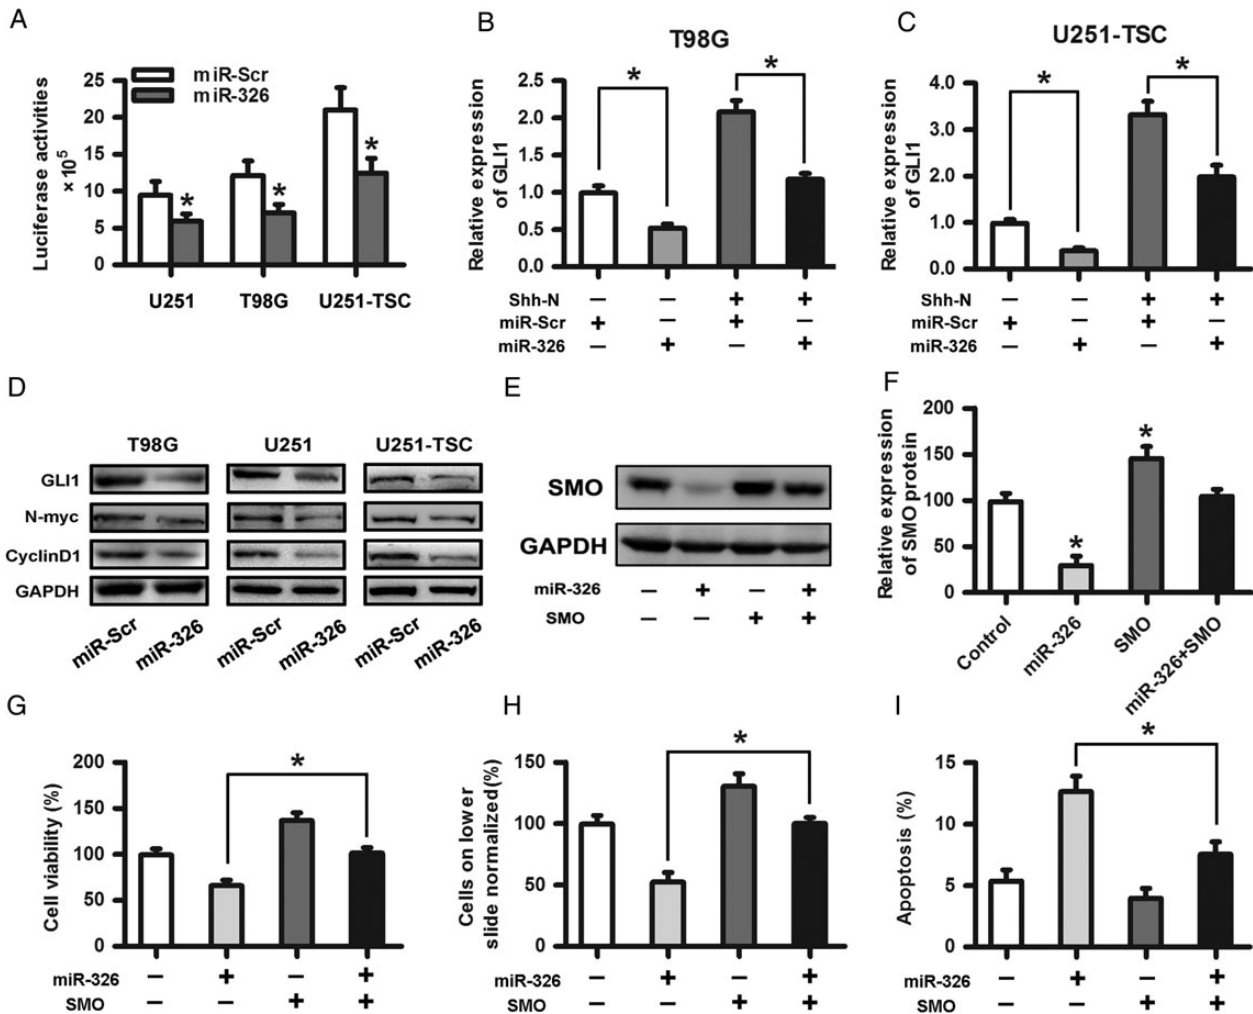 A
miR-Scr
miR-326
Luciferase activities
×10⁵
25
20
15
10
5
0
U251 T98G U251-TSC
*
*
*
B
T98G
Relative expression
of GLI1
2.5
2.0
1.5
1.0
0.5
0.0
* *
Shh-N − − + +
miR-Scr + − + −
miR-326 − + − +
C
U251-TSC
Relative expression
of GLI1
4.0
3.0
2.0
1.0
0.0
* *
Shh-N − − + +
miR-Scr + − + −
miR-326 − + − +
D
T98G U251 U251-TSC
GLI1
N-myc
CyclinD1
GAPDH
miR-Scr miR-326 miR-Scr miR-326 miR-Scr miR-326
E
SMO
GAPDH
miR-326 − + − +
SMO − − + +
F
Relative expression
of SMO protein
200
150
100
50
0
* *
Control miR-326 SMO miR-326+SMO
G
Cell viability (%)
200
150
100
50
0
*
miR-326 − + − +
SMO − − + +
H
Cells on lower
slide normalized(%)
150
100
50
0
*
miR-326 − + − +
SMO − − + +
I
Apoptosis (%)
15
10
5
0
*
miR-326 − + − +
SMO − − + +